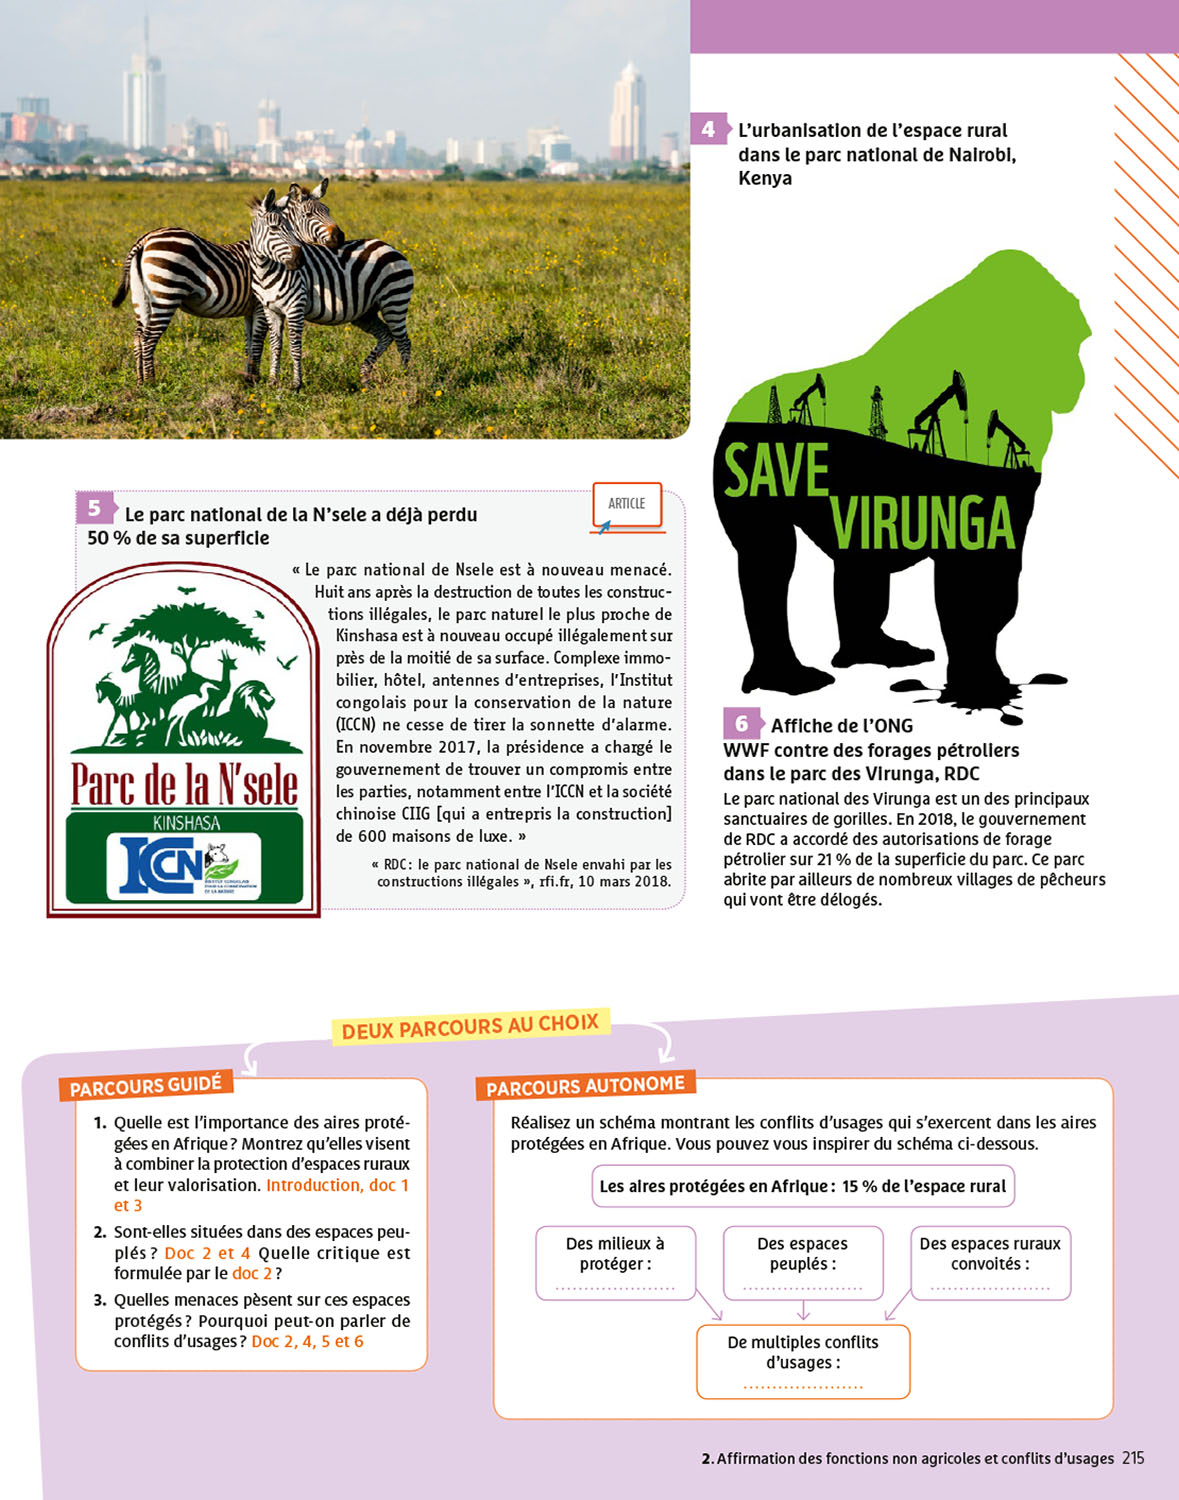 4 L’urbanisation de l’espace rural
dans le parc national de Nairobi,
Kenya
SAVE
VIRUNGA
5 Le parc national de la N’sele a déjà perdu
50 % de sa superficie
ARTICLE
« Le parc national de Nsele est à nouveau menacé.
Huit ans après la destruction de toutes les construc-
tions illégales, le parc naturel le plus proche de
Kinshasa est à nouveau occupé illégalement sur
près de la moitié de sa surface. Complexe immo-
bilier, hôtel, antennes d’entreprises, l’Institut
congolais pour la conservation de la nature
(ICCN) ne cesse de tirer la sonnette d’alarme.
En novembre 2017, la présidence a chargé le
gouvernement de trouver un compromis entre
les parties, notamment entre l’ICCN et la société
chinoise CIIG [qui a entrepris la construction]
de 600 maisons de luxe. »
« RDC : le parc national de Nsele envahi par les
constructions illégales », rfi.fr, 10 mars 2018.
Parc de la N’sele
KINSHASA
ICCN
INSTITUT CONGOLAIS
POUR LA CONSERVATION
DE LA NATURE
6 Affiche de l’ONG
WWF contre des forages pétroliers
dans le parc des Virunga, RDC
Le parc national des Virunga est un des principaux
sanctuaires de gorilles. En 2018, le gouvernement
de RDC a accordé des autorisations de forage
pétrolier sur 21 % de la superficie du parc. Ce parc
abrite par ailleurs de nombreux villages de pêcheurs
qui vont être délogés.
DEUX PARCOURS AU CHOIX
PARCOURS GUIDÉ
1. Quelle est l’importance des aires proté-
gées en Afrique ? Montrez qu’elles visent
à combiner la protection d’espaces ruraux
et leur valorisation. Introduction, doc 1
et 3
2. Sont-elles situées dans des espaces peu-
plés ? Doc 2 et 4 Quelle critique est
formulée par le doc 2 ?
3. Quelles menaces pèsent sur ces espaces
protégés ? Pourquoi peut-on parler de
conflits d’usages ? Doc 2, 4, 5 et 6
PARCOURS AUTONOME
Réalisez un schéma montrant les conflits d’usages qui s’exercent dans les aires
protégées en Afrique. Vous pouvez vous inspirer du schéma ci-dessous.
Les aires protégées en Afrique : 15 % de l’espace rural
Des milieux à
protéger :
.....................
Des espaces
peuplés :
.....................
Des espaces ruraux
convoités :
.....................
De multiples conflits
d’usages :
.....................
2. Affirmation des fonctions non agricoles et conflits d’usages 215